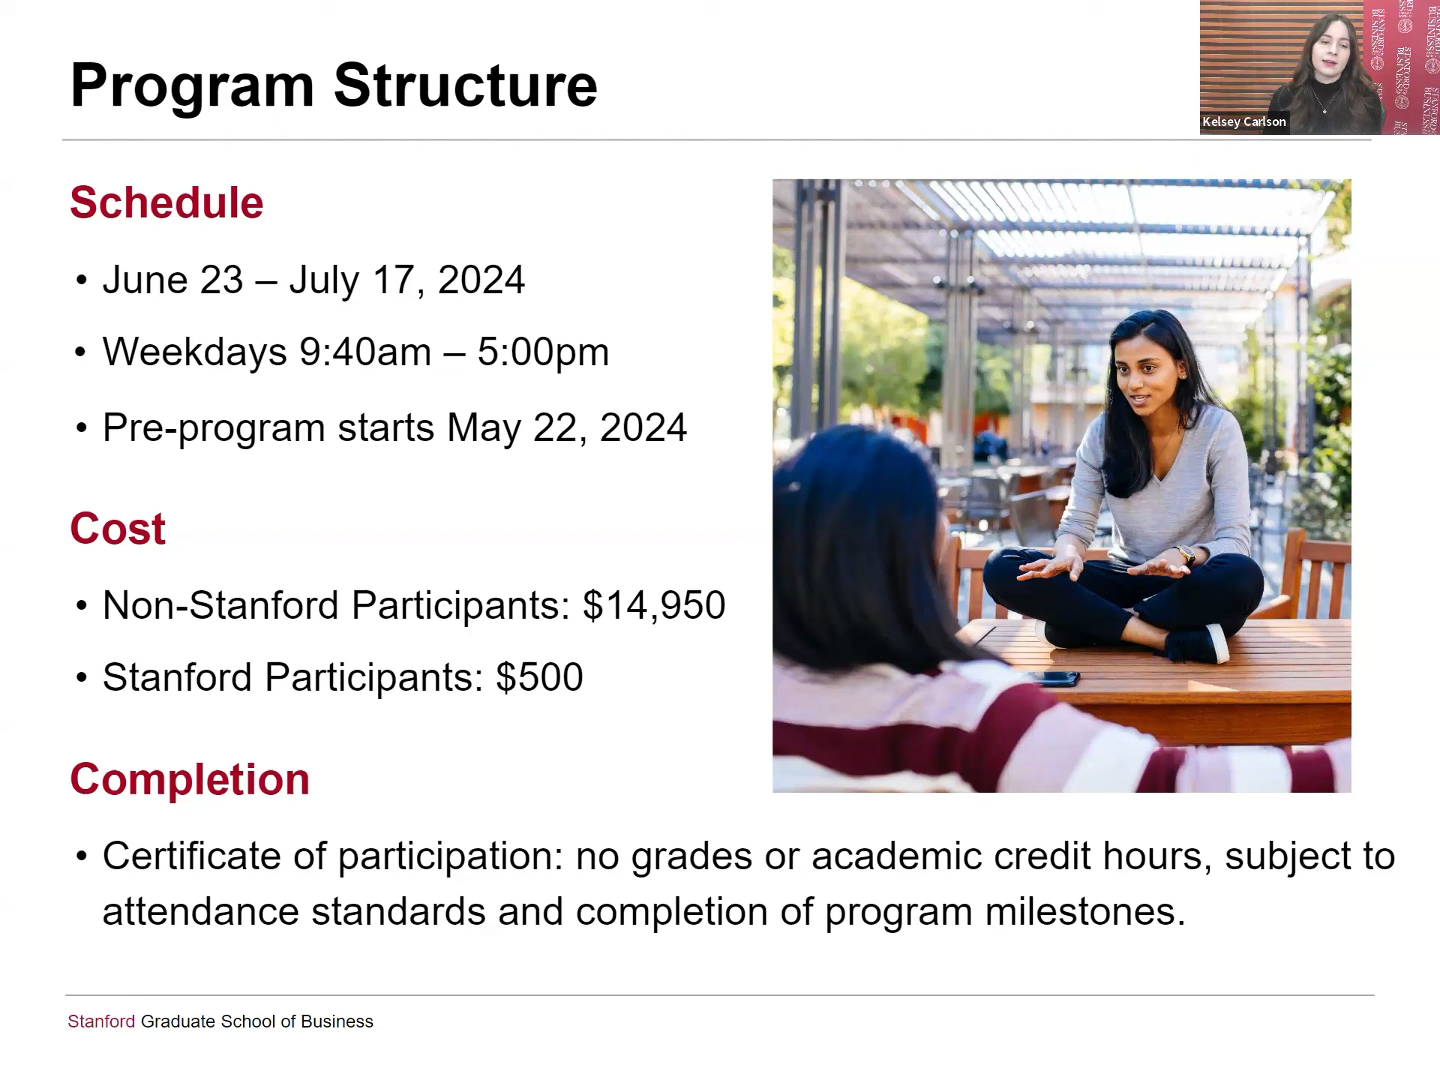 Program Structure
Kelsey Carlson
Schedule
• June 23 – July 17, 2024
• Weekdays 9:40am – 5:00pm
• Pre-program starts May 22, 2024
Cost
• Non-Stanford Participants: $14,950
• Stanford Participants: $500
Completion
• Certificate of participation: no grades or academic credit hours, subject to
attendance standards and completion of program milestones.
Stanford Graduate School of Business
STANFORD
BUSINESS